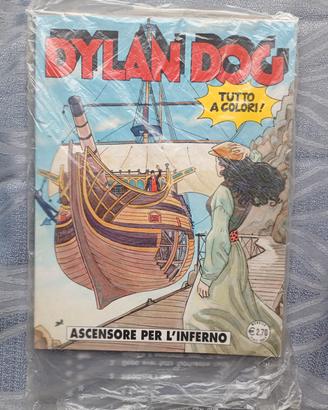 DYLAN DOG
TUTTO
A COLORI!
ASCENSORE PER L'INFERNO
€ 2,70